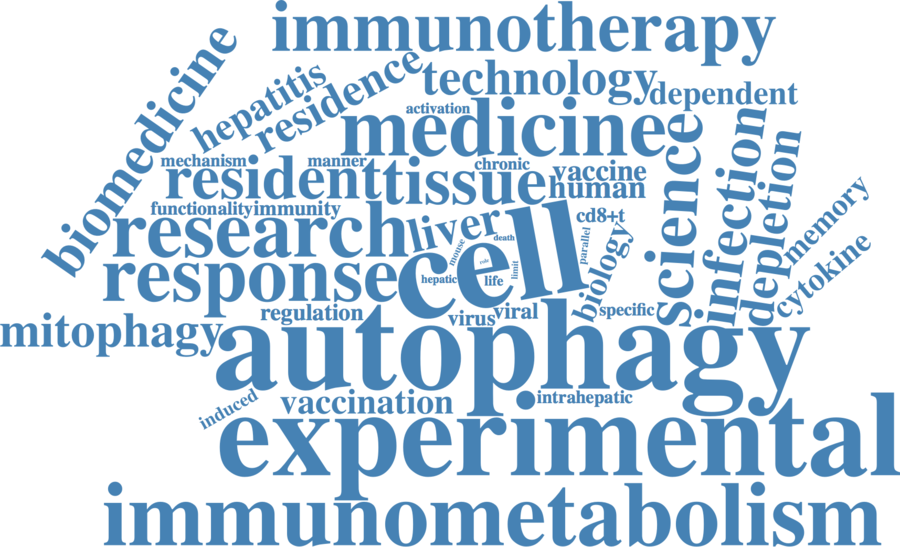 immunotherapy
biomedicine
hepatitis
residence
technology
dependent
activation
medicine
science
infection
depletion
mechanism
manner
chronic
resident
tissue
vaccine
human
memory
functionality
immunity
liver
cell
cd8+t
research
mouse
death
role
limit
parallel
biology
cytokine
response
hepatic
life
regulation
virus
viral
specific
mitophagy
autophagy
induced
vaccination
intrahepatic
experimental
immunometabolism